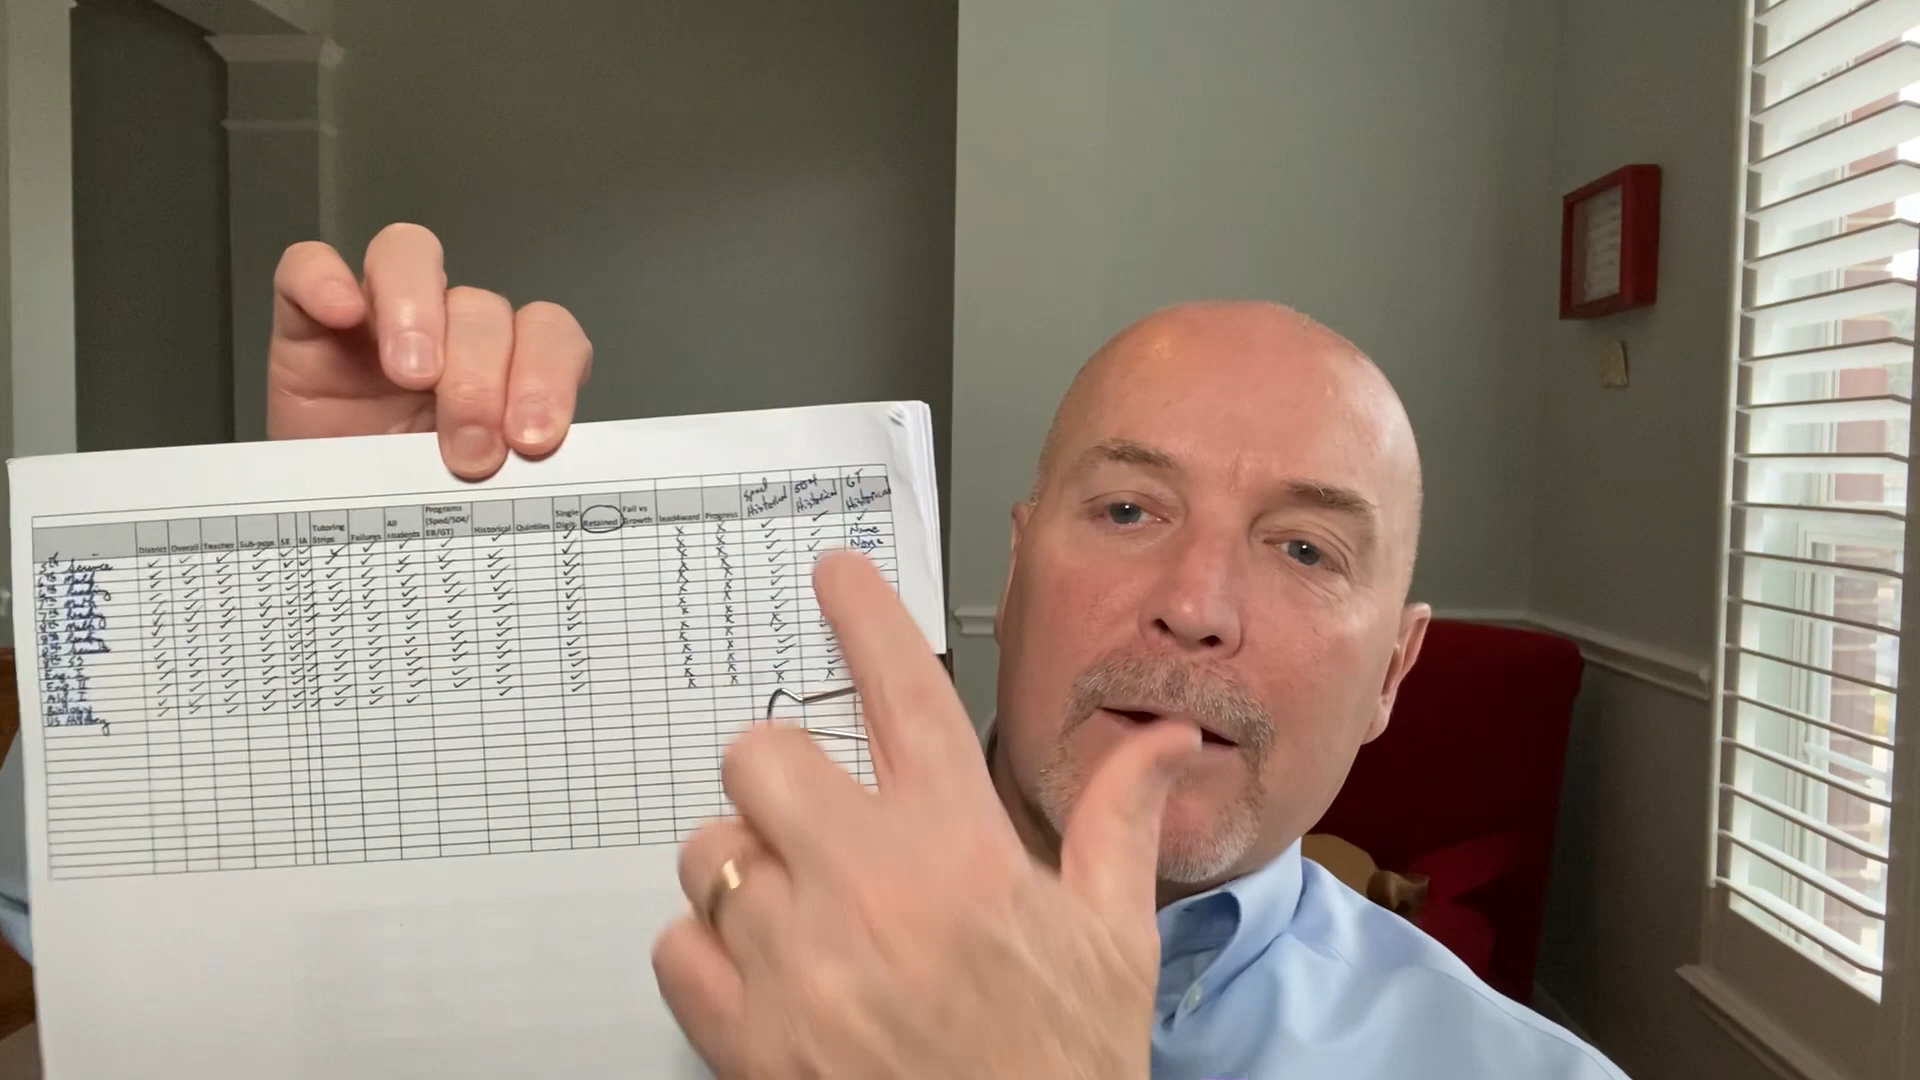 District Overall Teacher Sub-pops SE IA Tutoring Strips Failures All students Programs (Sped/504/EB/GT) Historical Quintiles Single Digit Retained Fail vs Growth lead4ward Progress Sped Historical 504 Historical GT Historical
5th Science
6th Math None
6th Reading None
7th Math
7th Reading
8th Math
8th Reading
8th Science
8th SS
Eng. I
Eng. II
Alg. I
Biology
US History